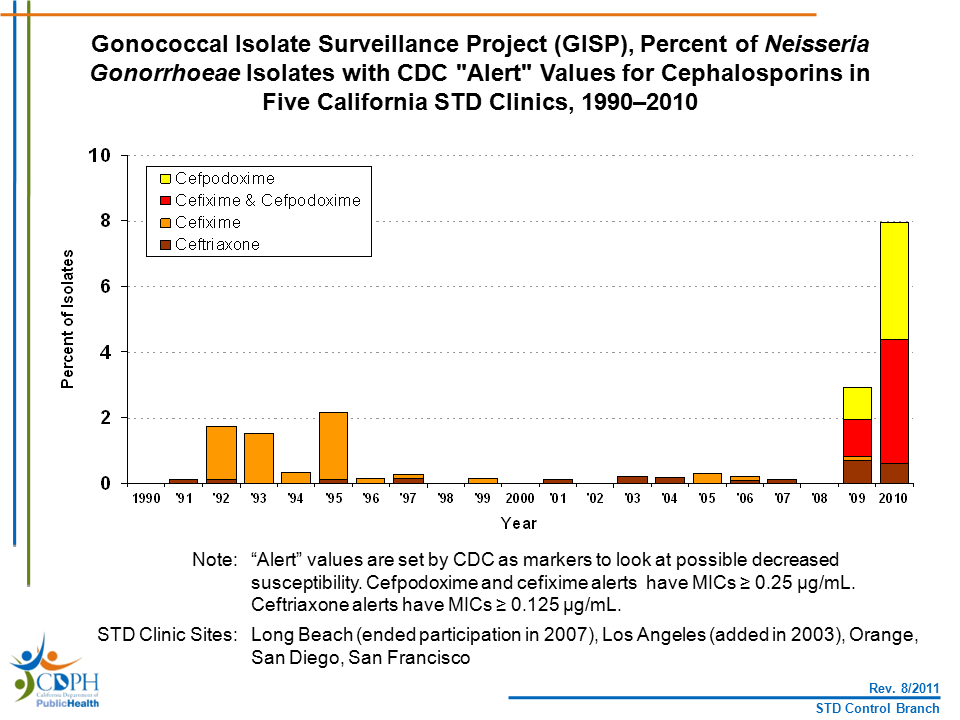 Gonococcal Isolate Surveillance Project (GISP), Percent of Neisseria
Gonorrhoeae Isolates with CDC "Alert" Values for Cephalosporins in
Five California STD Clinics, 1990–2010
Percent of Isolates
10
8
6
4
2
0
Cefpodoxime
Cefixime & Cefpodoxime
Cefixime
Ceftriaxone
1990 '91 '92 '93 '94 '95 '96 '97 '98 '99 2000 '01 '02 '03 '04 '05 '06 '07 '08 '09 2010
Year
Note: “Alert” values are set by CDC as markers to look at possible decreased
susceptibility. Cefpodoxime and cefixime alerts have MICs ≥ 0.25 µg/mL.
Ceftriaxone alerts have MICs ≥ 0.125 µg/mL.
STD Clinic Sites: Long Beach (ended participation in 2007), Los Angeles (added in 2003), Orange,
San Diego, San Francisco
CDPH
California Department of
PublicHealth
Rev. 8/2011
STD Control Branch